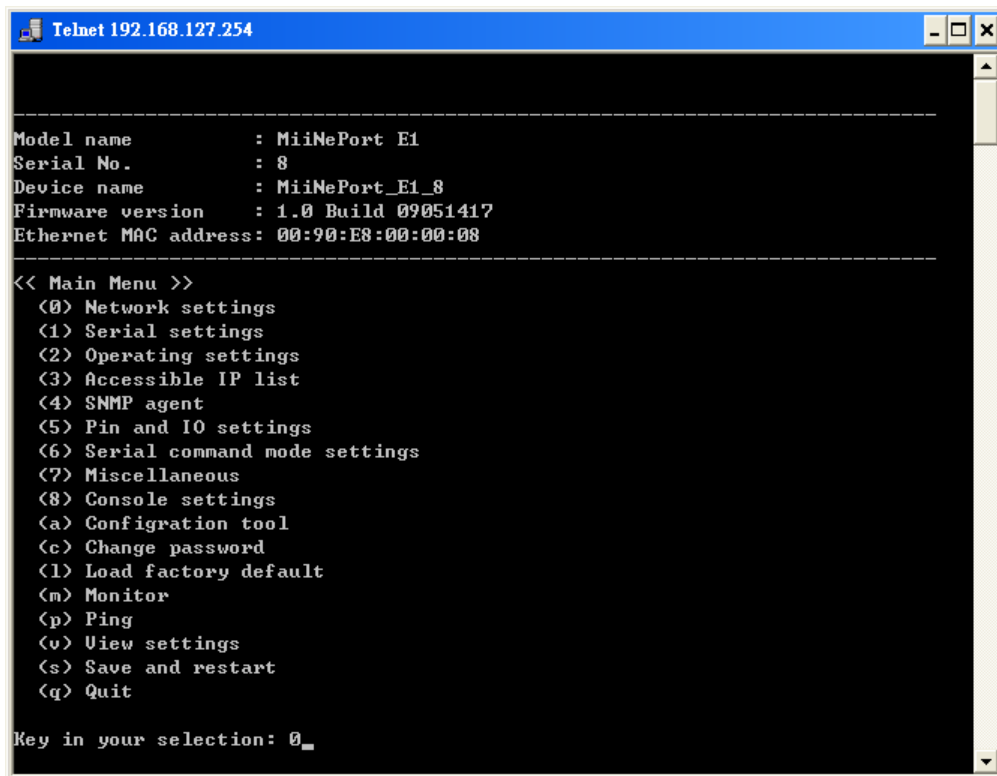 Telnet 192.168.127.254
-----------------------------------------------------------------------------
Model name          : MiiNePort E1
Serial No.          : 8
Device name         : MiiNePort_E1_8
Firmware version    : 1.0 Build 09051417
Ethernet MAC address: 00:90:E8:00:00:08
-----------------------------------------------------------------------------
<< Main Menu >>
  (0) Network settings
  (1) Serial settings
  (2) Operating settings
  (3) Accessible IP list
  (4) SNMP agent
  (5) Pin and IO settings
  (6) Serial command mode settings
  (7) Miscellaneous
  (8) Console settings
  (a) Configration tool
  (c) Change password
  (l) Load factory default
  (m) Monitor
  (p) Ping
  (v) View settings
  (s) Save and restart
  (q) Quit
Key in your selection: 0_